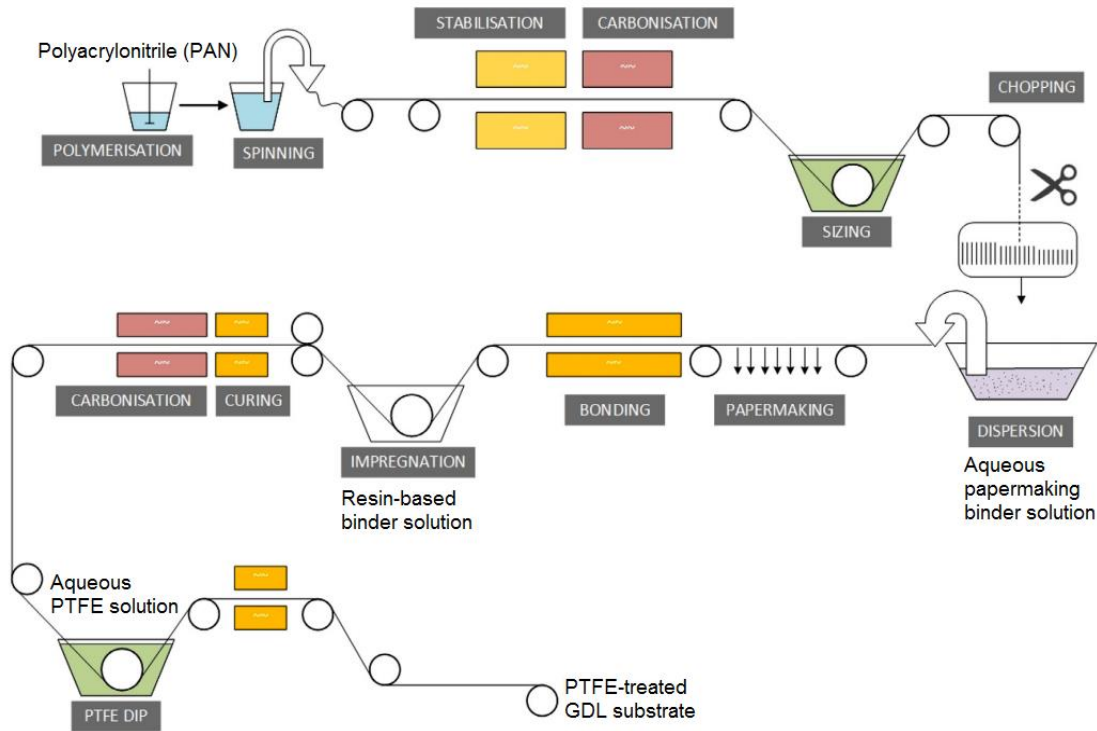 STABILISATION
CARBONISATION
Polyacrylonitrile (PAN)
CHOPPING
POLYMERISATION
SPINNING
SIZING
CARBONISATION
CURING
BONDING
PAPERMAKING
DISPERSION
Aqueous
papermaking
binder solution
IMPREGNATION
Resin-based
binder solution
Aqueous
PTFE solution
PTFE DIP
PTFE-treated
GDL substrate